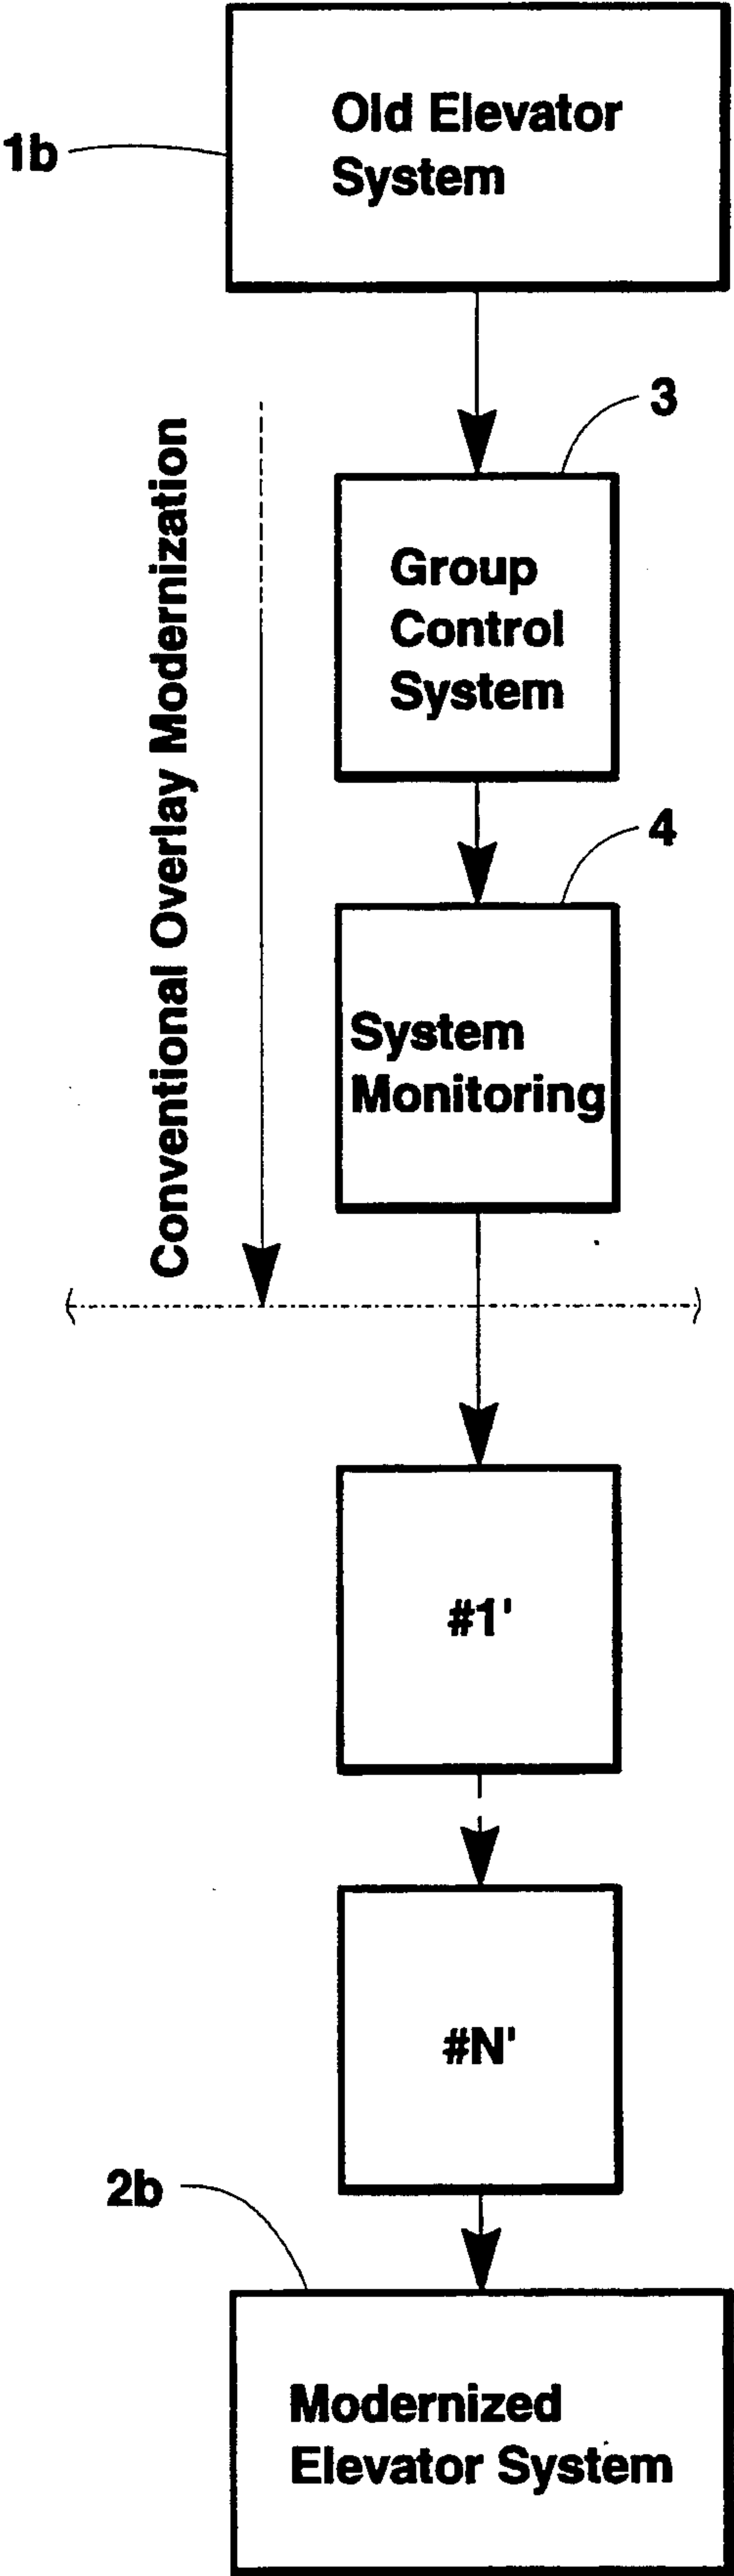 Old Elevator
System
1b
3
Group
Control
System
Conventional Overlay Modernization
4
System
Monitoring
#1'
#N'
2b
Modernized
Elevator System